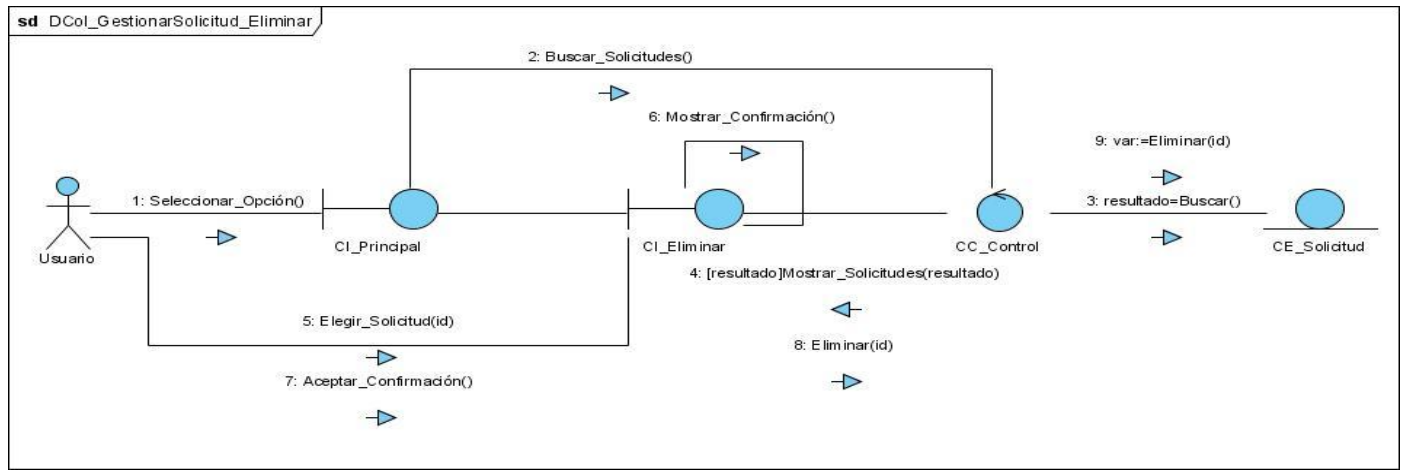 sd DCol_GestionarSolicitud_Eliminar
2: Buscar_Solicitudes()
6: Mostrar_Confirmación()
9: var:=Eliminar(id)
1: Seleccionar_Opción()
3: resultado=Buscar()
Usuario
CI_Principal
CI_Eliminar
CC_Control
CE_Solicitud
4: [resultado]Mostrar_Solicitudes(resultado)
5: Elegir_Solicitud(id)
8: Eliminar(id)
7: Aceptar_Confirmación()